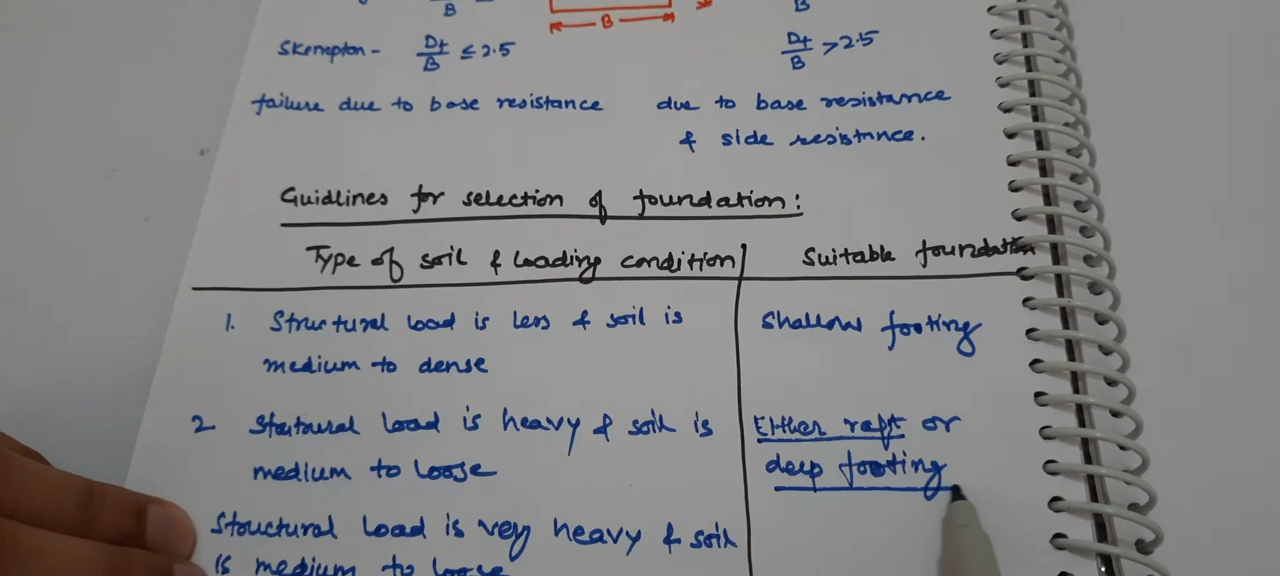 B
B
B
Skempton - Df/B ≤ 2.5
Df/B > 2.5
failure due to base resistance
due to base resistance
& side resistance.
Guidlines for selection of foundation:
Type of soil & loading condition
Suitable foundation
1. Structural load is less & soil is
medium to dense
Shallow footing
2 Stuctural load is heavy & soil is
medium to loose
Either raft or
deep footing
Structural load is very heavy & soil
is medium to loose